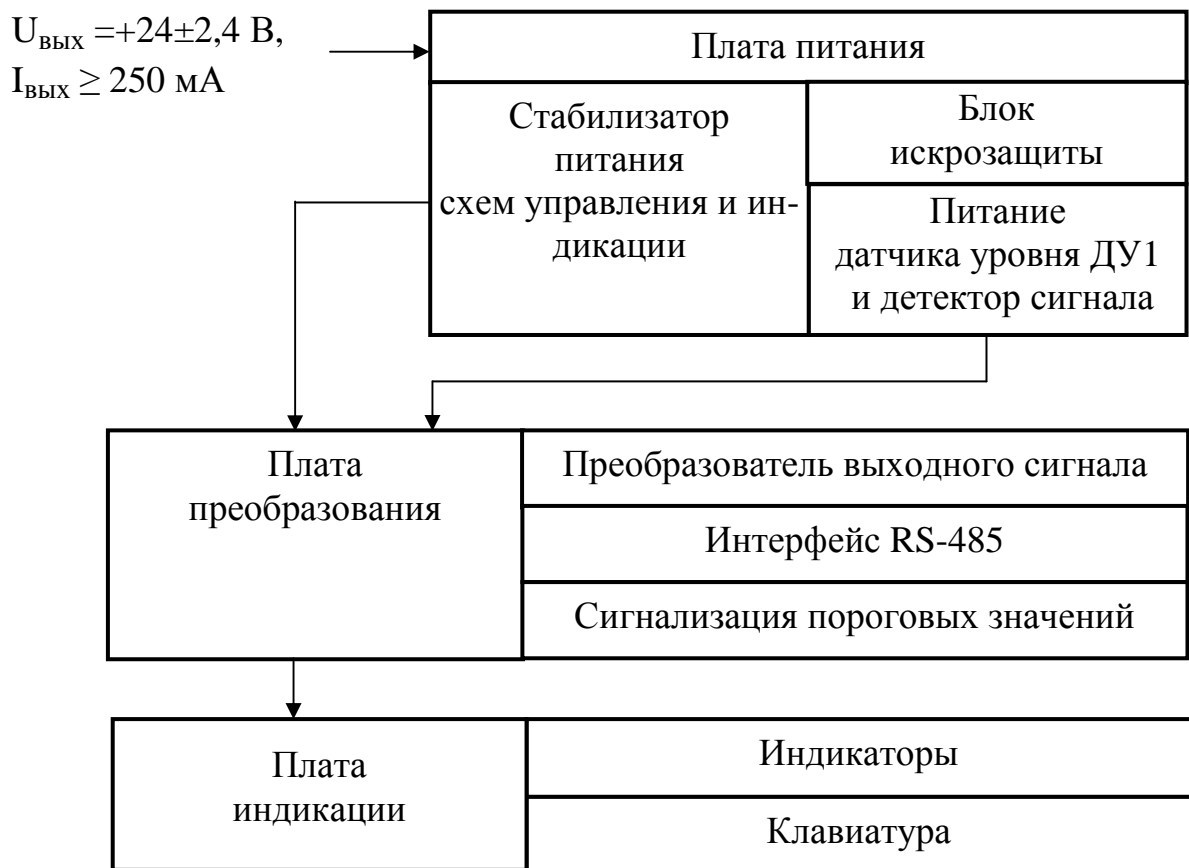 Uвых =+24±2,4 В,
Iвых ≥ 250 мА
Плата питания
Стабилизатор
питания
схем управления и ин-
дикации
Блок
искрозащиты
Питание
датчика уровня ДУ1
и детектор сигнала
Плата
преобразования
Преобразователь выходного сигнала
Интерфейс RS-485
Сигнализация пороговых значений
Плата
индикации
Индикаторы
Клавиатура